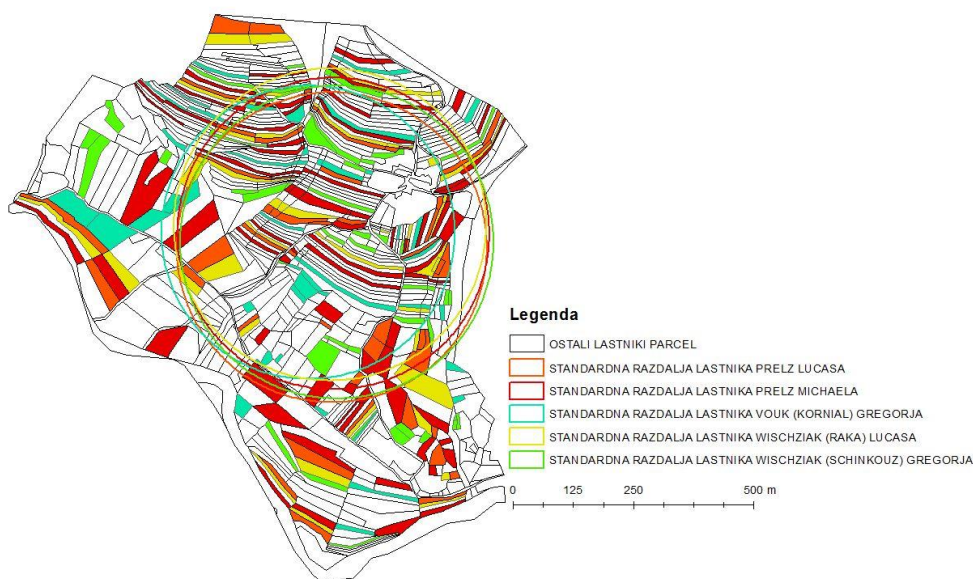 Legenda
OSTALI LASTNIKI PARCEL
STANDARDNA RAZDALJA LASTNIKA PRELZ LUCASA
STANDARDNA RAZDALJA LASTNIKA PRELZ MICHAELA
STANDARDNA RAZDALJA LASTNIKA VOUK (KORNIAL) GREGORJA
STANDARDNA RAZDALJA LASTNIKA WISCHZIAK (RAKA) LUCASA
STANDARDNA RAZDALJA LASTNIKA WISCHZIAK (SCHINKOUZ) GREGORJA
0 125 250 500 m